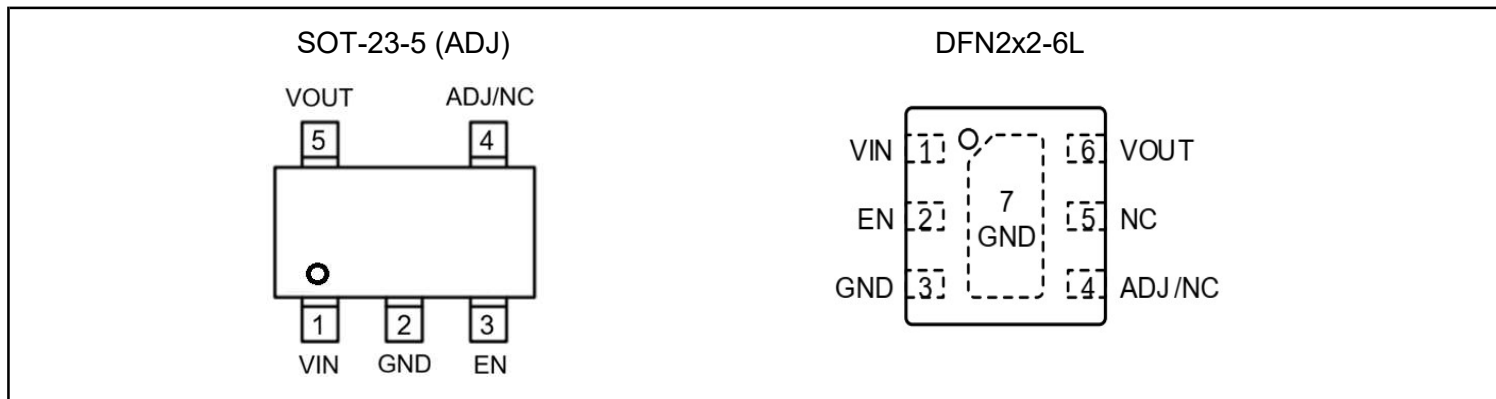 SOT-23-5 (ADJ)
VOUT ADJ/NC
5 4
1 2 3
VIN GND EN
DFN2x2-6L
VIN 1 6 VOUT
7
EN 2 5 NC
GND
GND 3 4 ADJ/NC